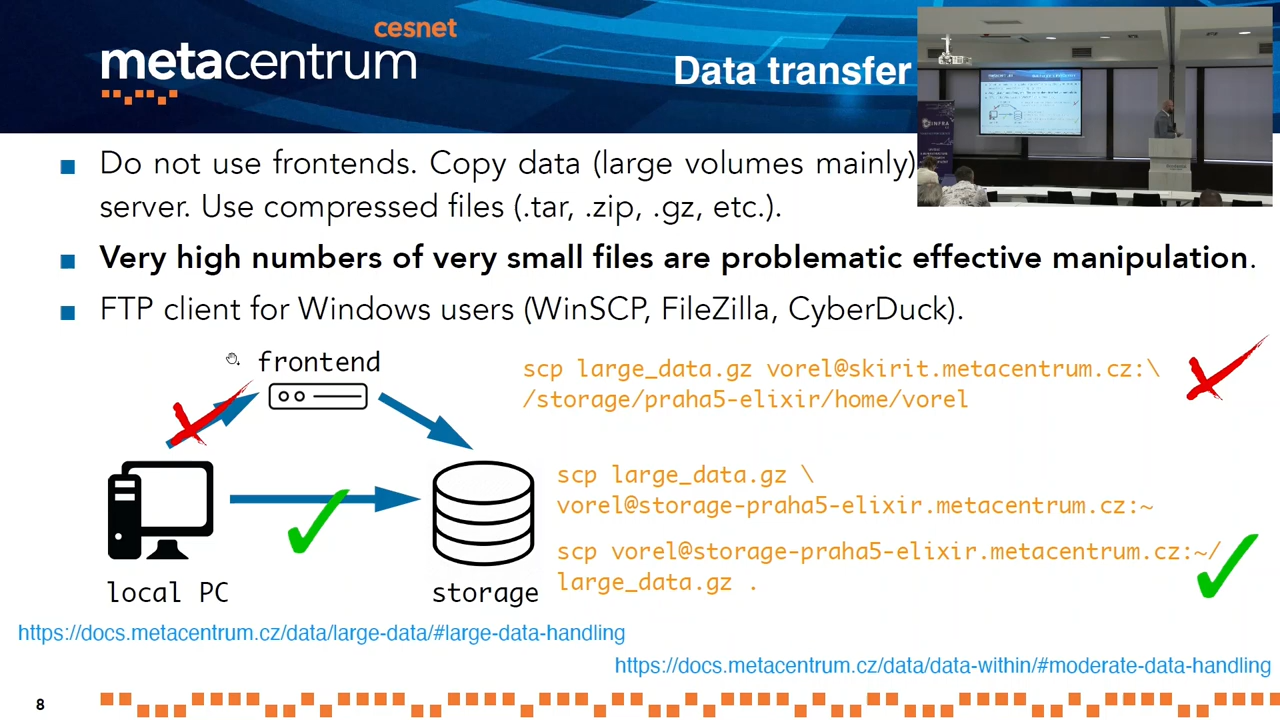 cesnet
metacentrum
Data transfer
Do not use frontends. Copy data (large volumes mainly)
server. Use compressed files (.tar, .zip, .gz, etc.).
Very high numbers of very small files are problematic effective manipulation.
FTP client for Windows users (WinSCP, FileZilla, CyberDuck).
frontend
scp large_data.gz vorel@skirit.metacentrum.cz:\
/storage/praha5-elixir/home/vorel
scp large_data.gz \
vorel@storage-praha5-elixir.metacentrum.cz:~
scp vorel@storage-praha5-elixir.metacentrum.cz:~/
large_data.gz .
local PC
storage
https://docs.metacentrum.cz/data/large-data/#large-data-handling
https://docs.metacentrum.cz/data/data-within/#moderate-data-handling
8